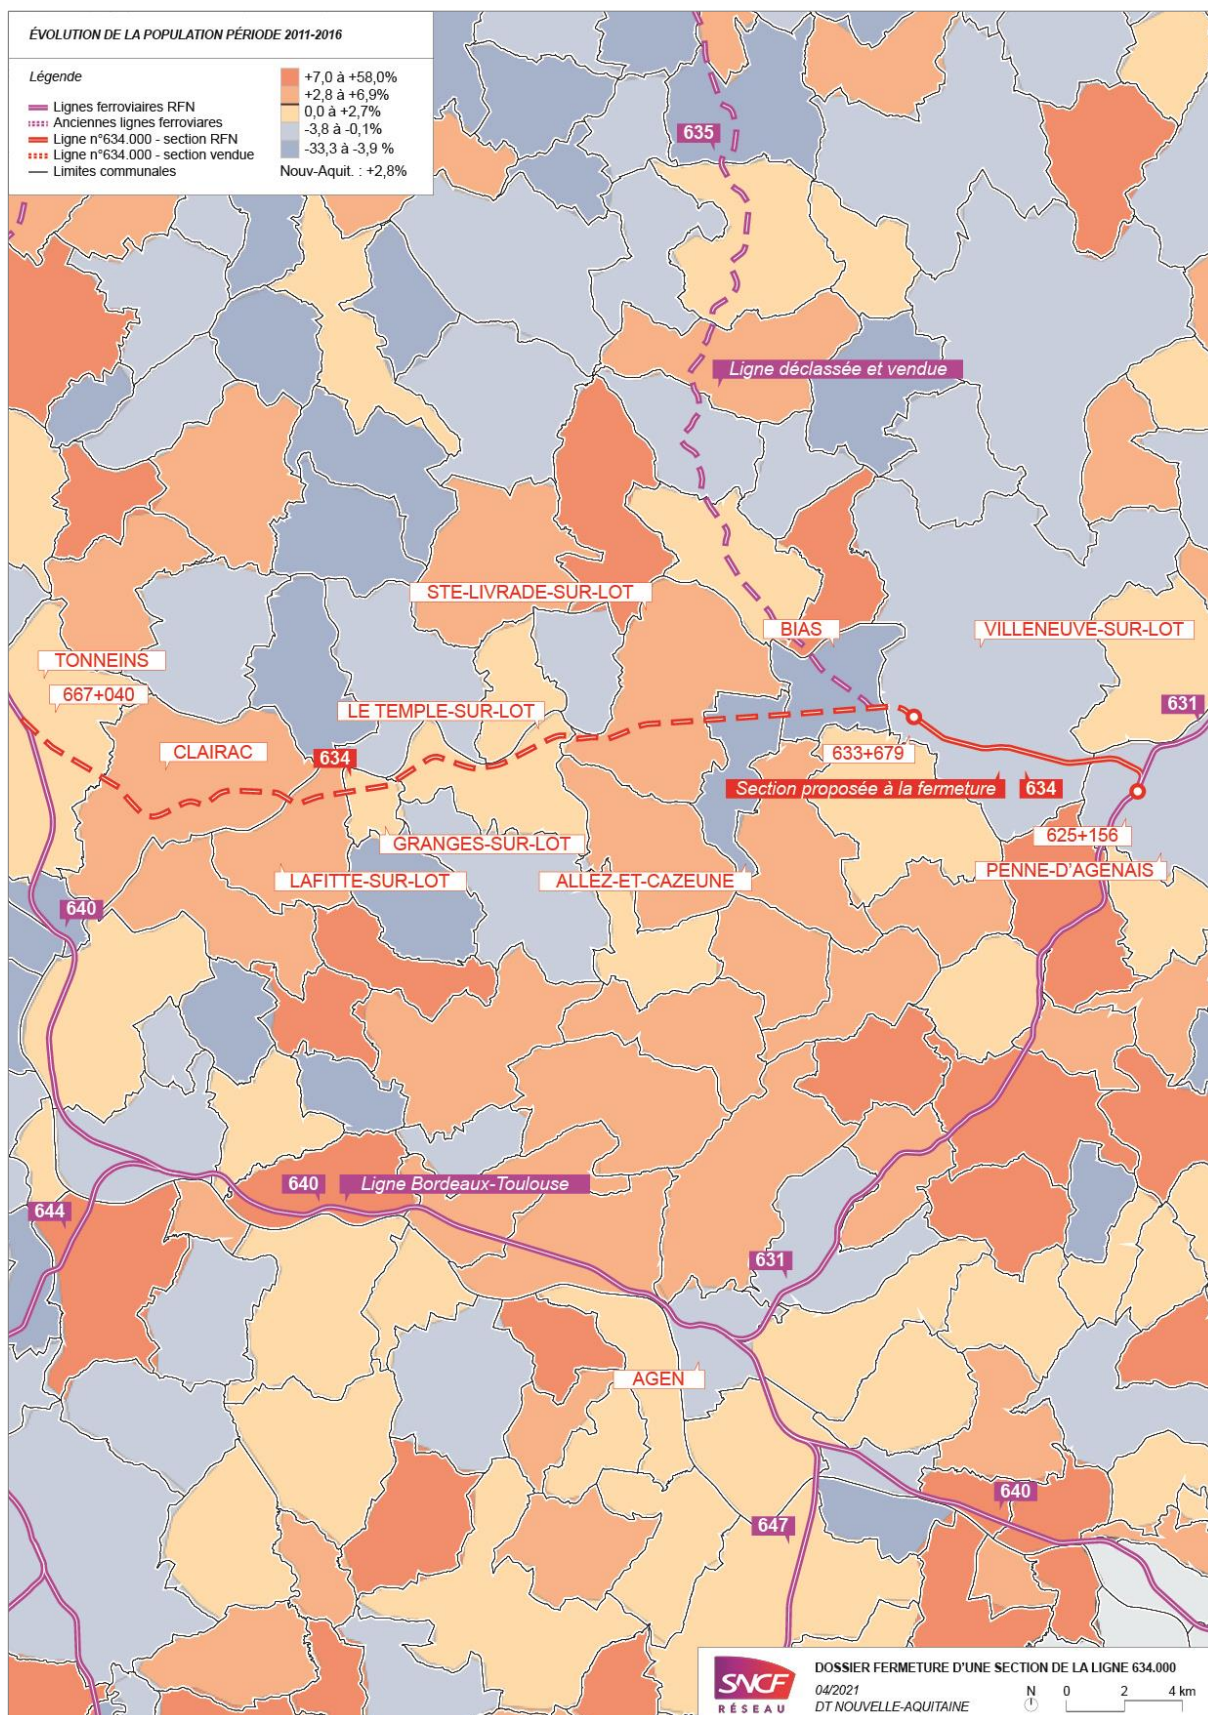 ÉVOLUTION DE LA POPULATION PÉRIODE 2011-2016
Légende
Lignes ferroviaires RFN
Anciennes lignes ferroviaires
Ligne n°634.000 - section RFN
Ligne n°634.000 - section vendue
Limites communales
+7,0 à +58,0%
+2,8 à +6,9%
0,0 à +2,7%
-3,8 à -0,1%
-33,3 à -3,9 %
Nouv-Aquit. : +2,8%
635
Ligne déclassée et vendue
STE-LIVRADE-SUR-LOT
BIAS
VILLENEUVE-SUR-LOT
TONNEINS
667+040
LE TEMPLE-SUR-LOT
631
CLAIRAC
634
633+679
Section proposée à la fermeture
634
625+156
GRANGES-SUR-LOT
LAFITTE-SUR-LOT
ALLEZ-ET-CAZEUNE
PENNE-D'AGENAIS
640
640
Ligne Bordeaux-Toulouse
644
631
AGEN
640
647
SNCF
RÉSEAU
DOSSIER FERMETURE D'UNE SECTION DE LA LIGNE 634.000
04/2021
DT NOUVELLE-AQUITAINE
N
0 2 4 km